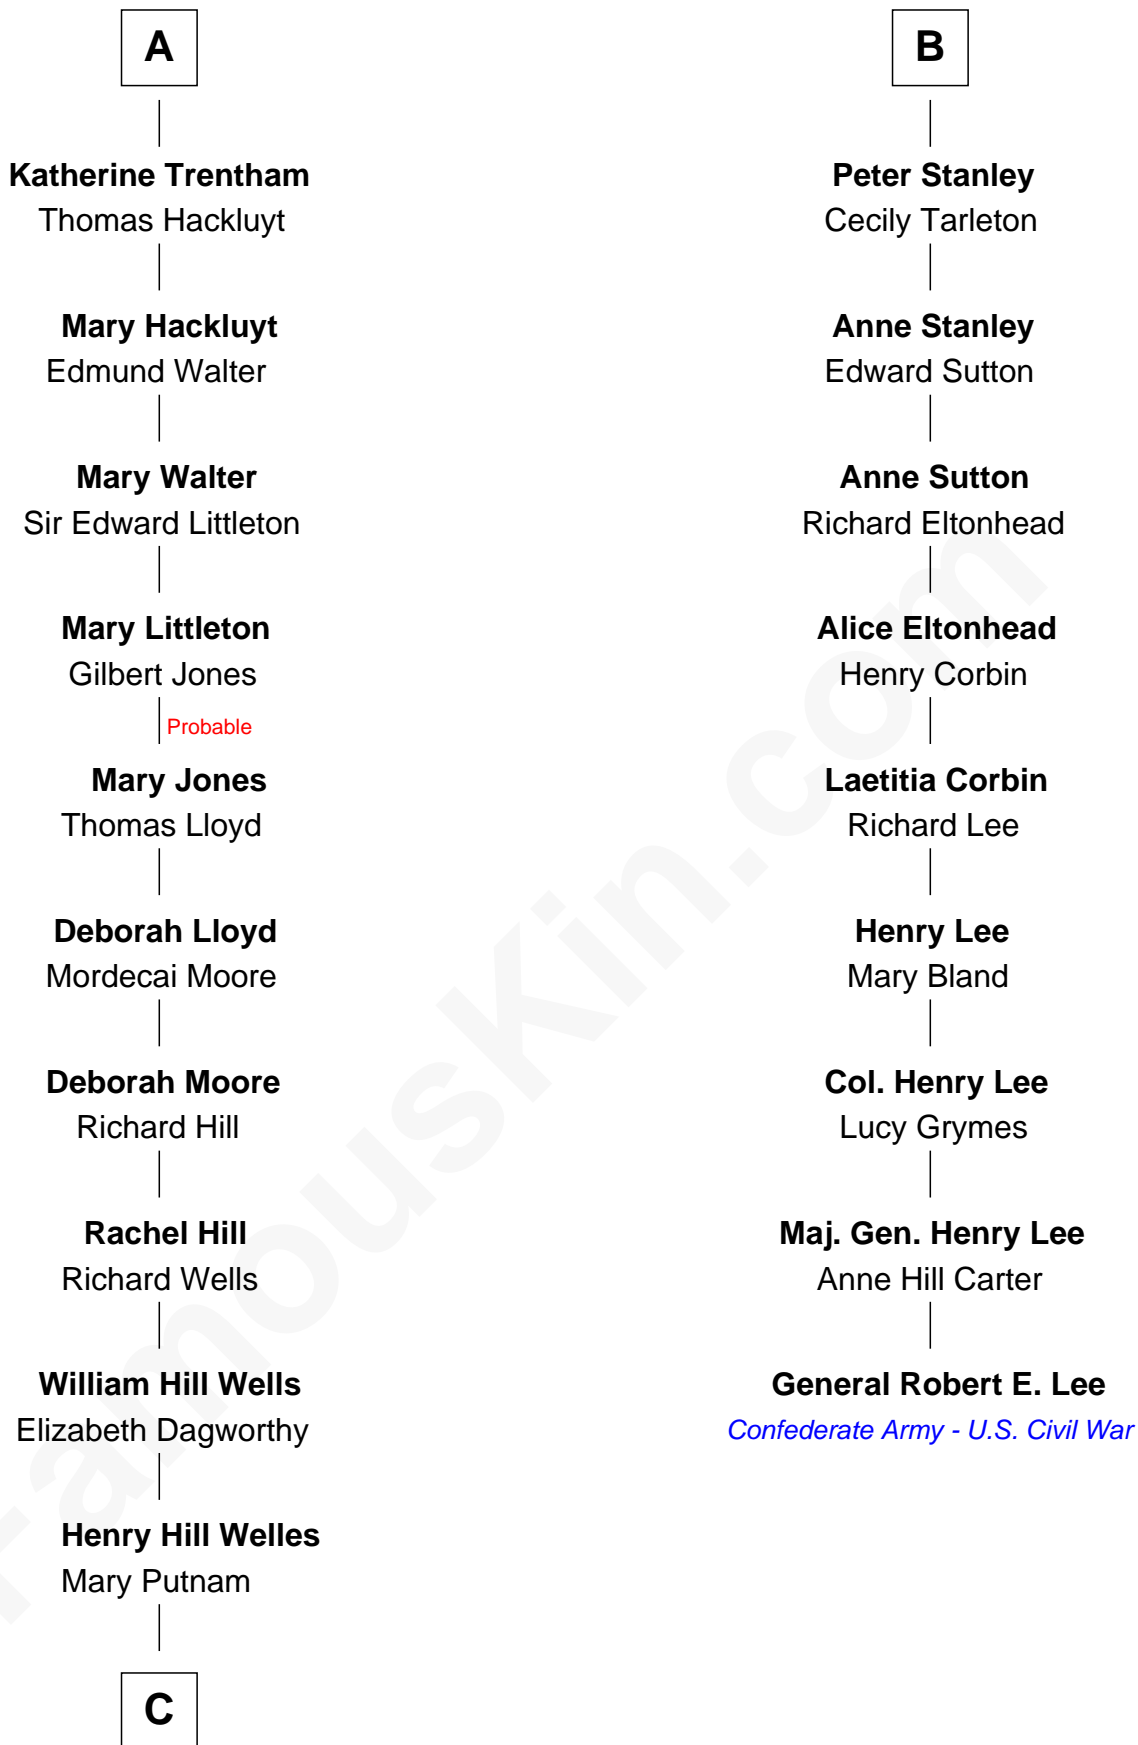 A
Katherine Trentham
Thomas Hackluyt
Mary Hackluyt
Edmund Walter
Mary Walter
Sir Edward Littleton
Mary Littleton
Gilbert Jones
Probable
Mary Jones
Thomas Lloyd
Deborah Lloyd
Mordecai Moore
Deborah Moore
Richard Hill
Rachel Hill
Richard Wells
William Hill Wells
Elizabeth Dagworthy
Henry Hill Welles
Mary Putnam
C
B
Peter Stanley
Cecily Tarleton
Anne Stanley
Edward Sutton
Anne Sutton
Richard Eltonhead
Alice Eltonhead
Henry Corbin
Laetitia Corbin
Richard Lee
Henry Lee
Mary Bland
Col. Henry Lee
Lucy Grymes
Maj. Gen. Henry Lee
Anne Hill Carter
General Robert E. Lee
Confederate Army - U.S. Civil War
FamousKin.com